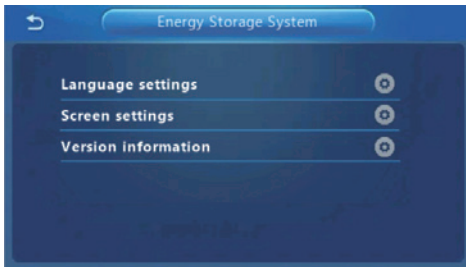 Energy Storage System
Language settings
Screen settings
Version information